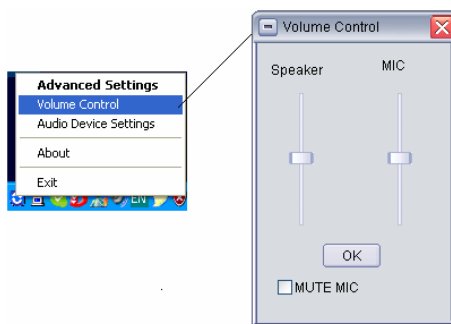 Advanced Settings
Volume Control
Audio Device Settings
About
Exit
EN
Volume Control
Speaker MIC
OK
MUTE MIC